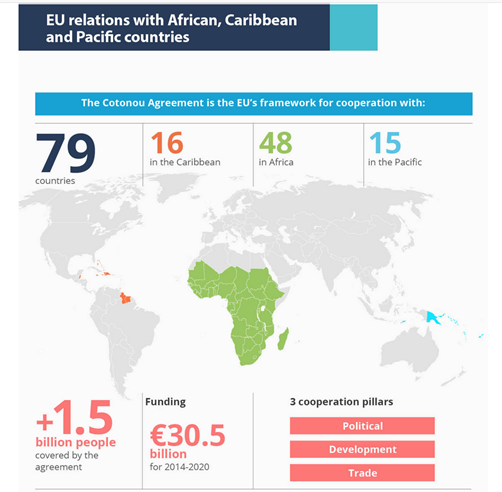 EU relations with African, Caribbean
and Pacific countries
The Cotonou Agreement is the EU's framework for cooperation with:
79
countries
16
in the Caribbean
48
in Africa
15
in the Pacific
+1.5
billion people
covered by the
agreement
Funding
€30.5
billion
for 2014-2020
3 cooperation pillars
Political
Development
Trade